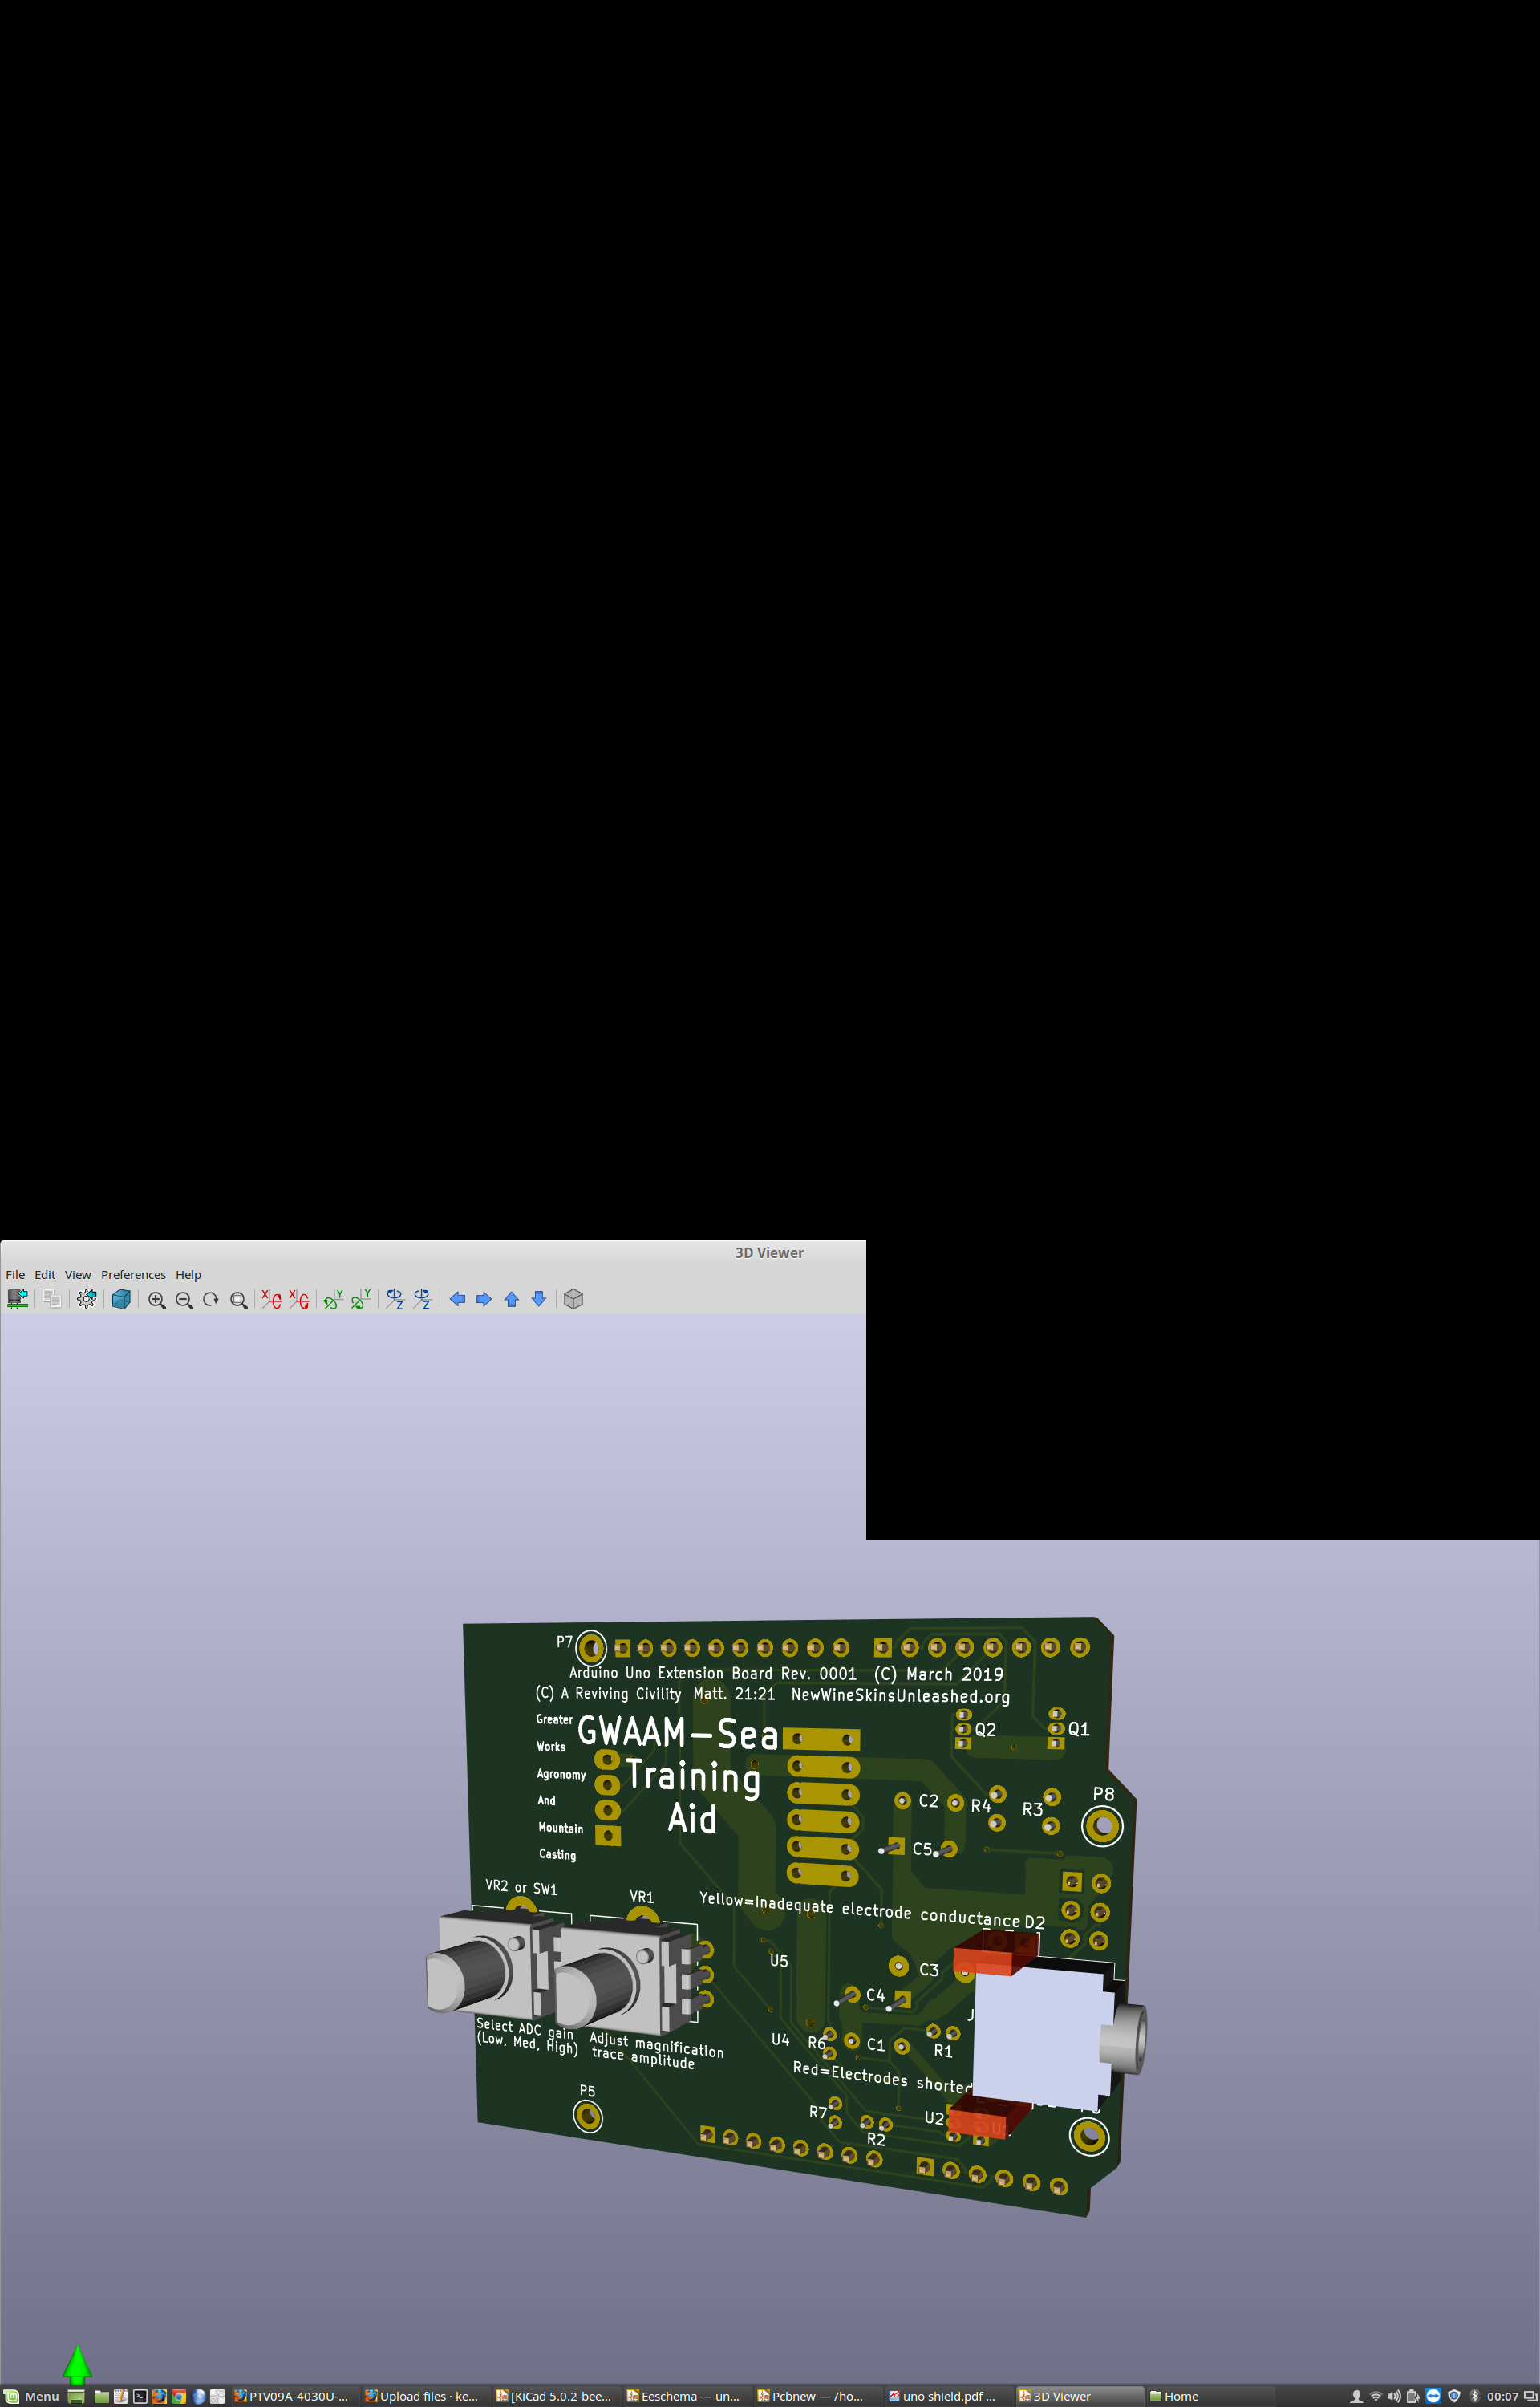 3D Viewer
File Edit View Preferences Help
P7
Arduino Uno Extension Board Rev. 0001 (C) March 2019
(C) A Reviving Civility Matt. 21:21 NewWineSkinsUnleashed.org
Greater
Works
Agronomy
And
Mountain
Casting
GWAAM-Sea
Training
Aid
Q2
Q1
C2
R4
R3
P8
C5
VR2 or SW1
VR1
Yellow=Inadequate electrode conductance D2
U5
C3
C4
J
U4
R6
C1
R1
Select ADC gain
(Low, Med, High)
Adjust magnification
trace amplitude
Red=Electrodes shorted
P5
R7
R2
U2
Menu
PTV09A-4030U-...
Upload files · ke...
[KiCad 5.0.2-bee...
Eeschema — un...
Pcbnew — /ho...
uno shield.pdf ...
3D Viewer
Home
00:07